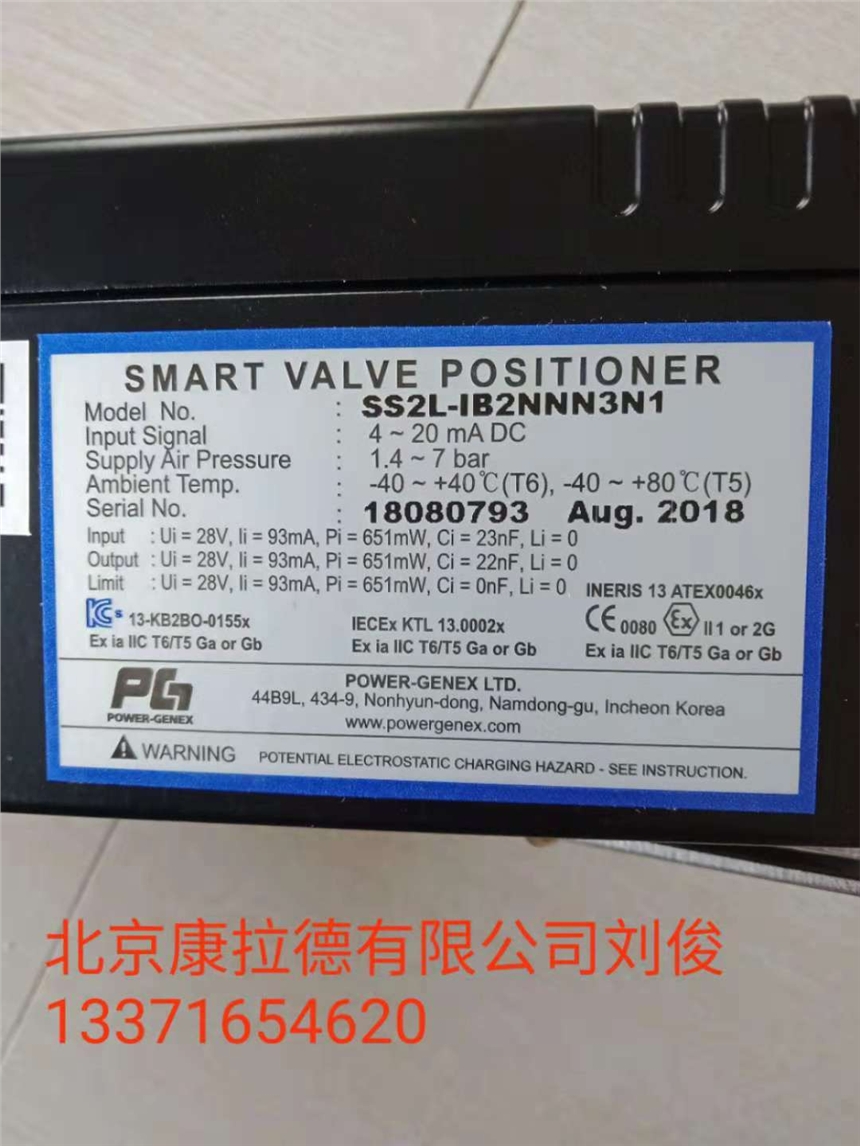 SMART VALVE POSITIONER
Model No. : SS2L-IB2NNN3N1
Input Signal : 4 ~ 20 mA DC
Supply Air Pressure : 1.4 ~ 7 bar
Ambient Temp. : -40 ~ +40℃(T6), -40 ~ +80℃(T5)
Serial No. : 18080793 Aug. 2018
Input : Ui = 28V, Ii = 93mA, Pi = 651mW, Ci = 23nF, Li = 0
Output : Ui = 28V, Ii = 93mA, Pi = 651mW, Ci = 22nF, Li = 0
Limit : Ui = 28V, Ii = 93mA, Pi = 651mW, Ci = 0nF, Li = 0
INERIS 13 ATEX0046x
KCs 13-KB2BO-0155x IECEx KTL 13.0002x CE 0080 Ex II 1 or 2G
Ex ia IIC T6/T5 Ga or Gb Ex ia IIC T6/T5 Ga or Gb Ex ia IIC T6/T5 Ga or Gb
PG
POWER-GENEX
POWER-GENEX LTD.
44B9L, 434-9, Nonhyun-dong, Namdong-gu, Incheon Korea
www.powergenex.com
WARNING POTENTIAL ELECTROSTATIC CHARGING HAZARD - SEE INSTRUCTION.
北京康拉德有限公司刘俊
13371654620